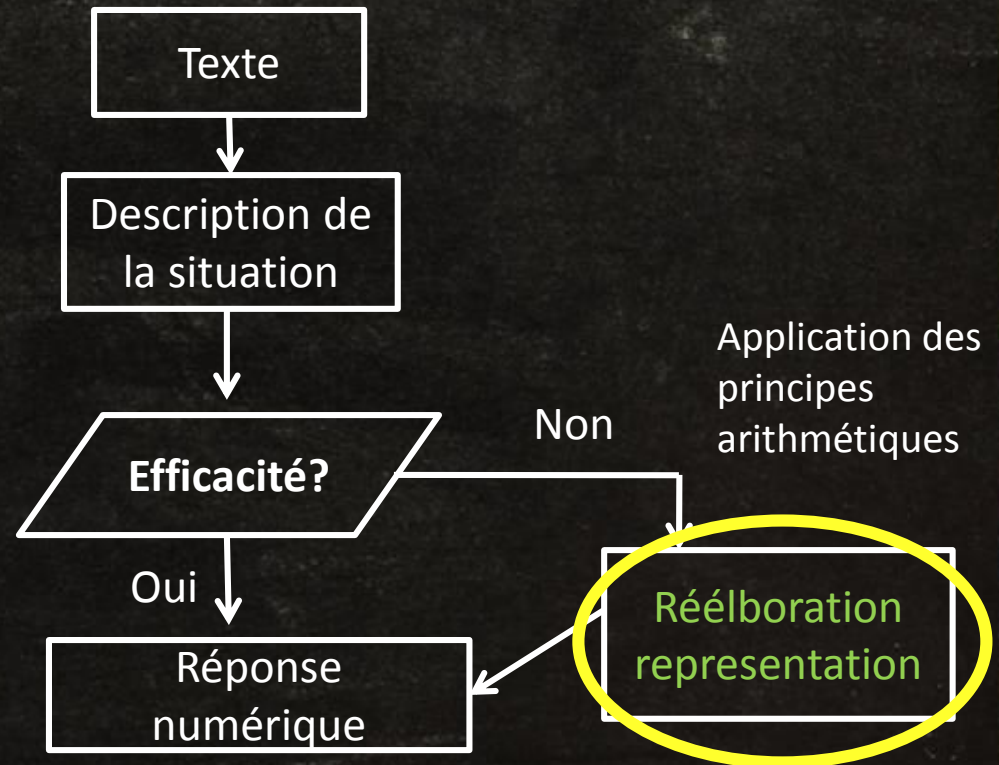 Texte
Description de
la situation
Efficacité?
Non
Application des
principes
arithmétiques
Oui
Réélboration
representation
Réponse
numérique